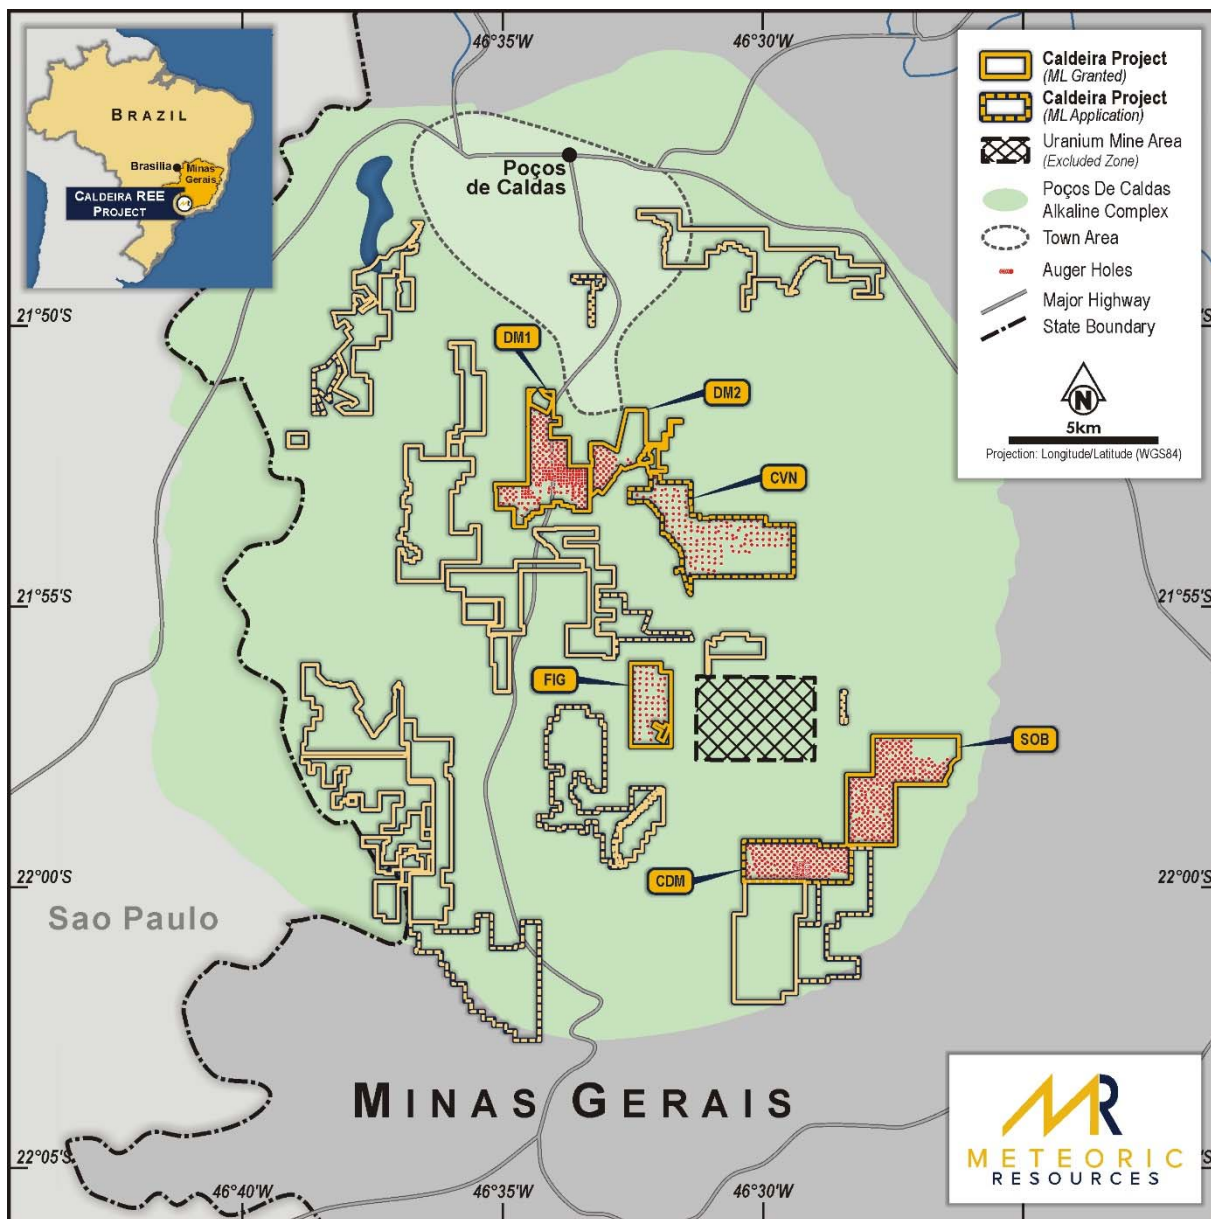 46°35'W
46°30'W
BRAZIL
Brasilia
Minas
Gerais
CALDEIRA REE
PROJECT
Poços
de Caldas
Caldeira Project
(ML Granted)
Caldeira Project
(ML Application)
Uranium Mine Area
(Excluded Zone)
Poços De Caldas
Alkaline Complex
Town Area
Auger Holes
Major Highway
State Boundary
N
5km
Projection: Longitude/Latitude (WGS84)
21°50'S
DM1
DM2
CVN
21°55'S
21°55'S
FIG
SOB
CDM
22°00'S
22°00'S
Sao Paulo
MINAS GERAIS
22°05'S
46°40'W
46°35'W
46°30'W
MR
METEORIC
RESOURCES